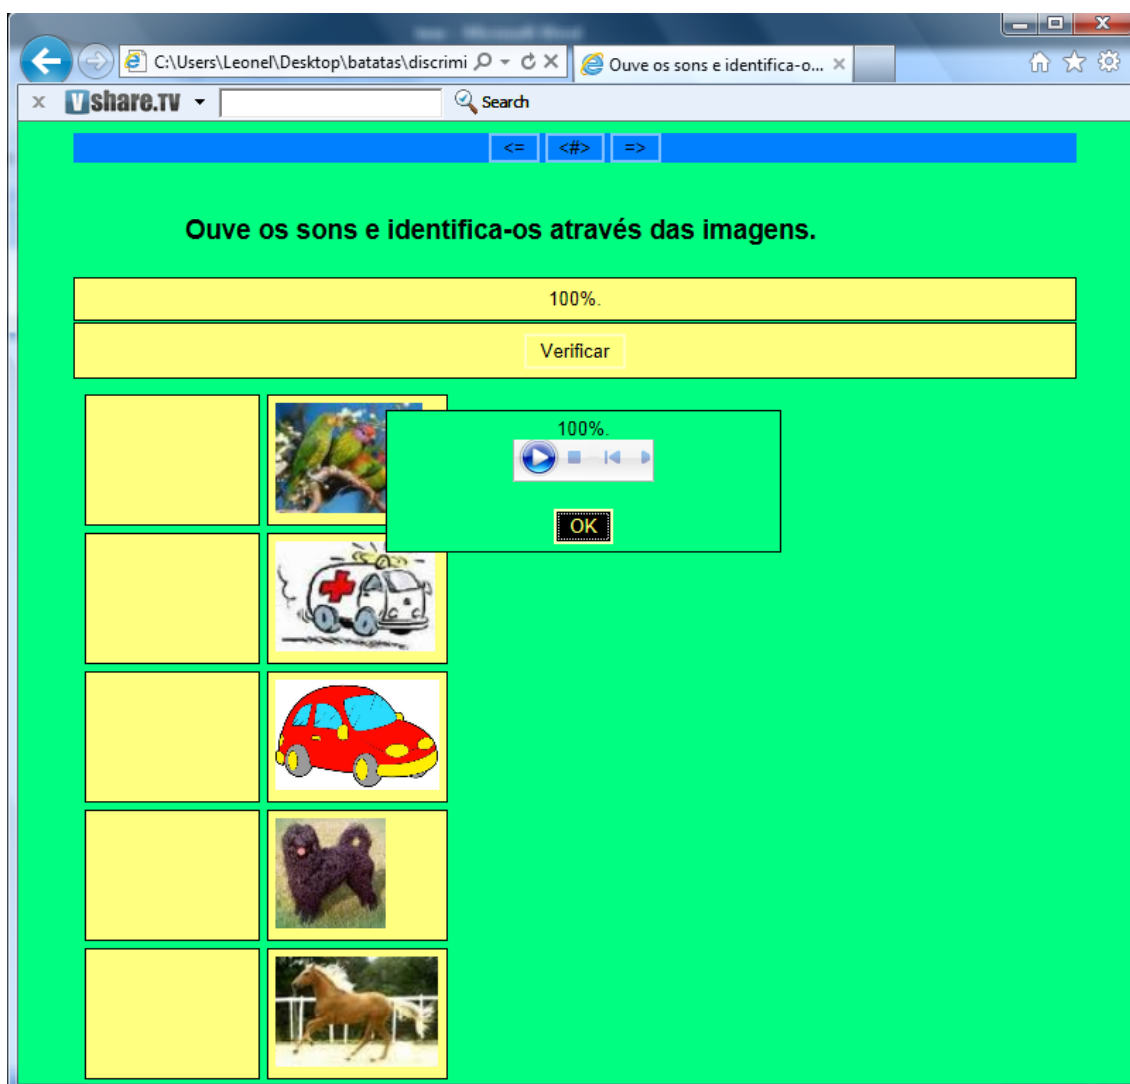 C:\Users\Leonel\Desktop\batatas\discrimi
Ouve os sons e identifica-o...
vshare.TV
Search
<= <#> =>
Ouve os sons e identifica-os através das imagens.
100%.
Verificar
100%.
OK